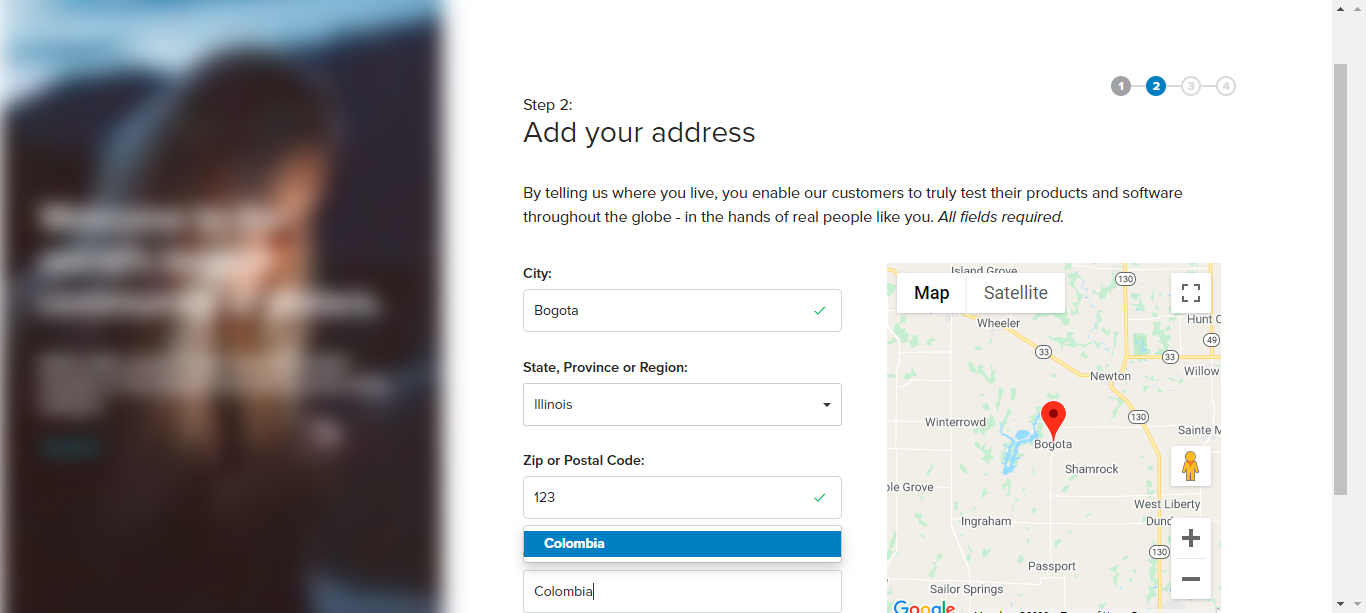 1 2 3 4
Step 2:
Add your address
By telling us where you live, you enable our customers to truly test their products and software
throughout the globe - in the hands of real people like you. All fields required.
City:
Bogota
State, Province or Region:
Illinois
Zip or Postal Code:
123
Colombia
Colombia
Island Grove
130
Map Satellite
Hunt C
Wheeler
49
33
33
Willow
Newton
130
Winterrowd
Sainte M
Bogota
Shamrock
ple Grove
West Liberty
Ingraham
Dund
130
Passport
Sailor Springs
Google